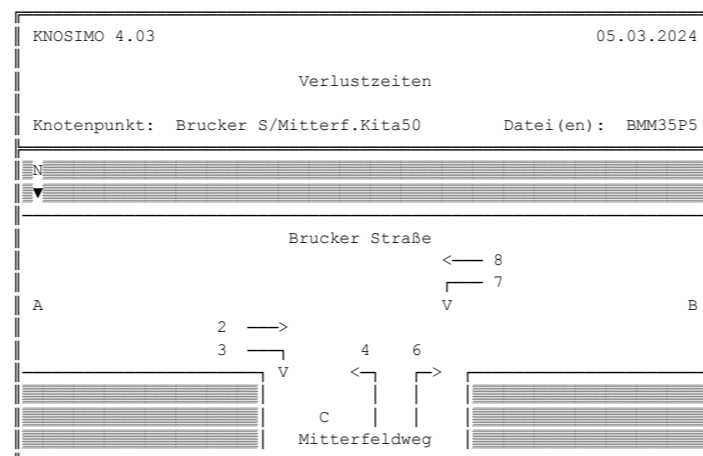 KNOSIMO 4.03 05.03.2024
Verlustzeiten
Knotenpunkt: Brucker S/Mitterf.Kita50 Datei(en): BMM35P5
N
Brucker Straße
8
7
A V B
2
3 4 6
V
C
Mitterfeldweg